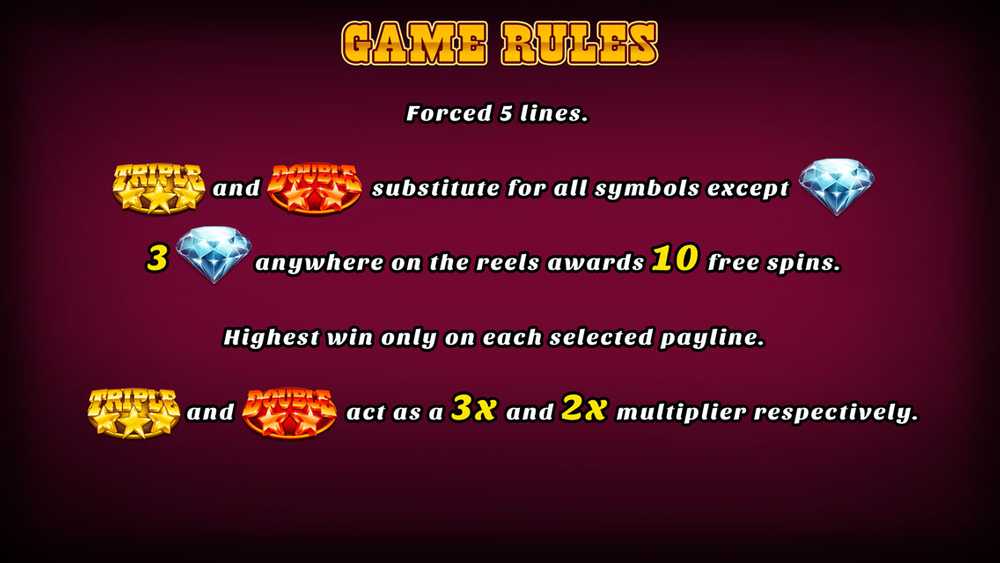 GAME RULES
Forced 5 lines.
TRIPLE and DOUBLE substitute for all symbols except
3 anywhere on the reels awards 10 free spins.
Highest win only on each selected payline.
TRIPLE and DOUBLE act as a 3x and 2x multiplier respectively.